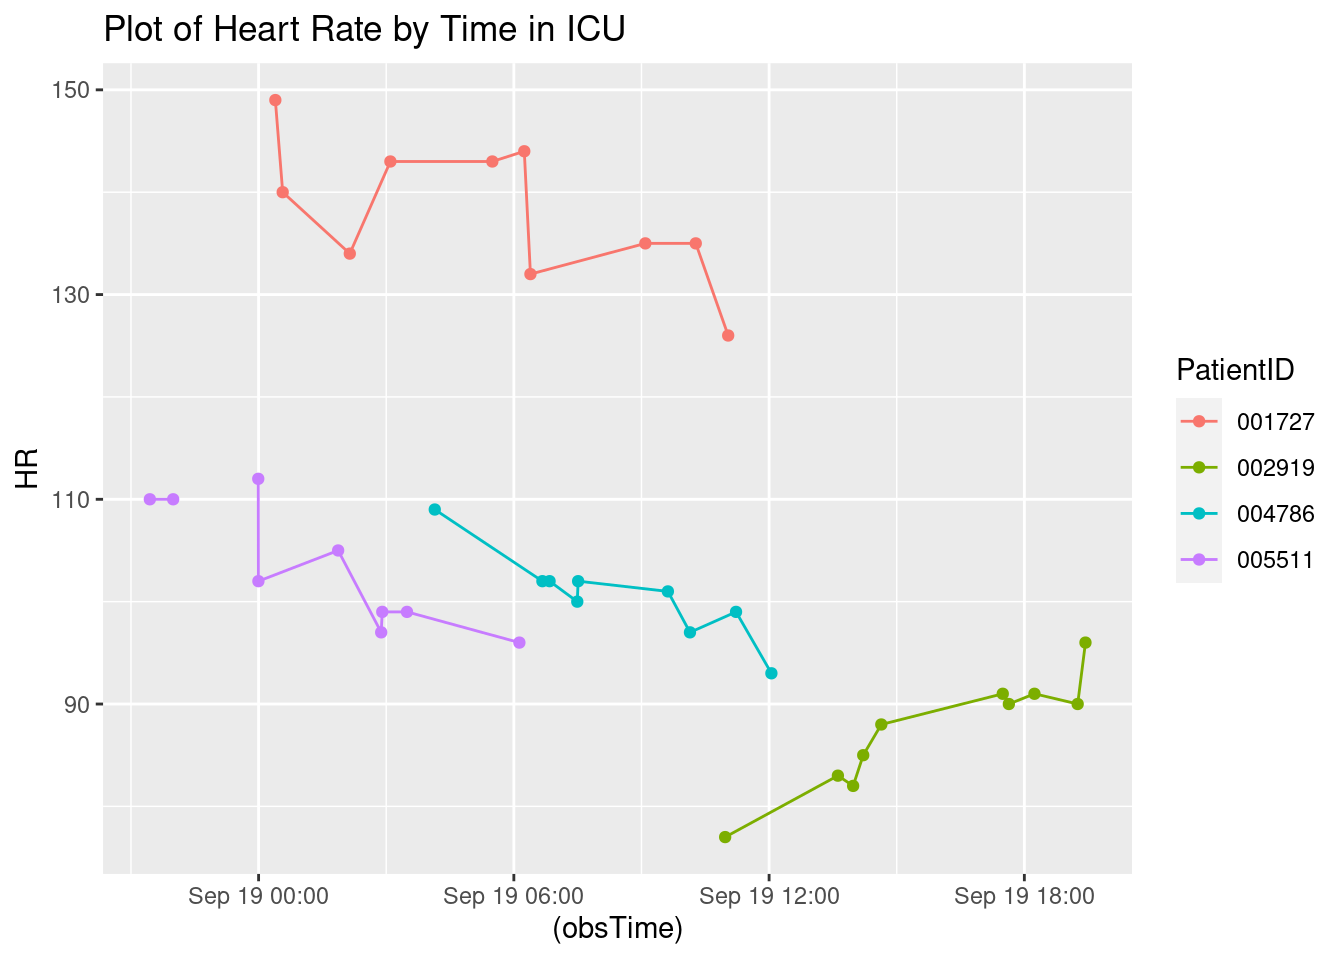 Plot of Heart Rate by Time in ICU
150
130
110
90
HR
Sep 19 00:00 Sep 19 06:00 Sep 19 12:00 Sep 19 18:00
(obsTime)
PatientID
001727
002919
004786
005511